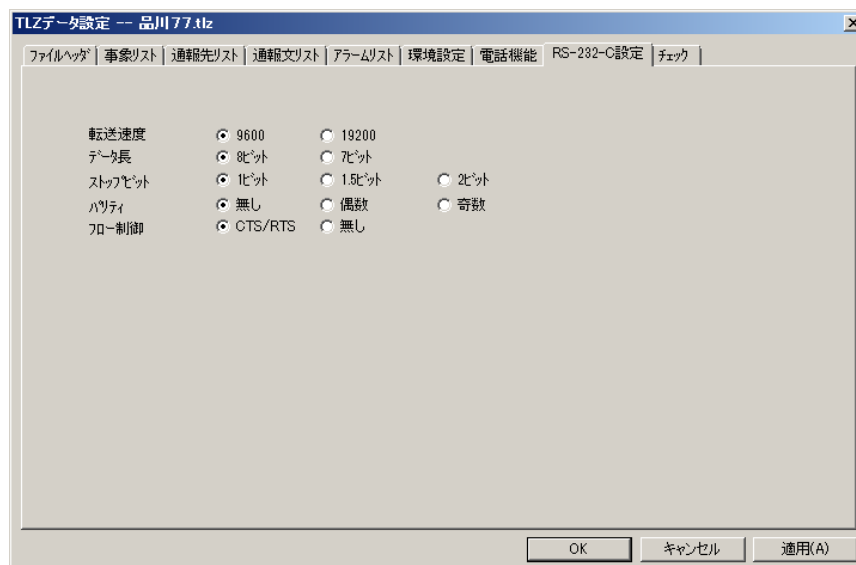 TLZデータ設定 -- 品川77.tlz
ﾌｧｲﾙﾍｯﾀﾞ 事象ﾘｽﾄ 通報先ﾘｽﾄ 通報文ﾘｽﾄ ｱﾗｰﾑﾘｽﾄ 環境設定 電話機能 RS-232-C設定 ﾁｪｯｸ
転送速度 9600 19200
ﾃﾞｰﾀ長 8ﾋﾞｯﾄ 7ﾋﾞｯﾄ
ｽﾄｯﾌﾟﾋﾞｯﾄ 1ﾋﾞｯﾄ 1.5ﾋﾞｯﾄ 2ﾋﾞｯﾄ
ﾊﾟﾘﾃｨ 無し 偶数 奇数
ﾌﾛｰ制御 CTS/RTS 無し
OK ｷｬﾝｾﾙ 適用(A)